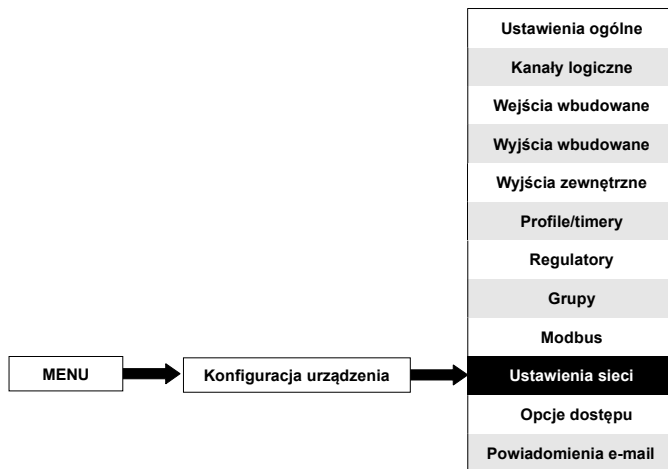 Ustawienia ogólne
Kanały logiczne
Wejścia wbudowane
Wyjścia wbudowane
Wyjścia zewnętrzne
Profile/timery
Regulatory
Grupy
Modbus
MENU
Konfiguracja urządzenia
Ustawienia sieci
Opcje dostępu
Powiadomienia e-mail